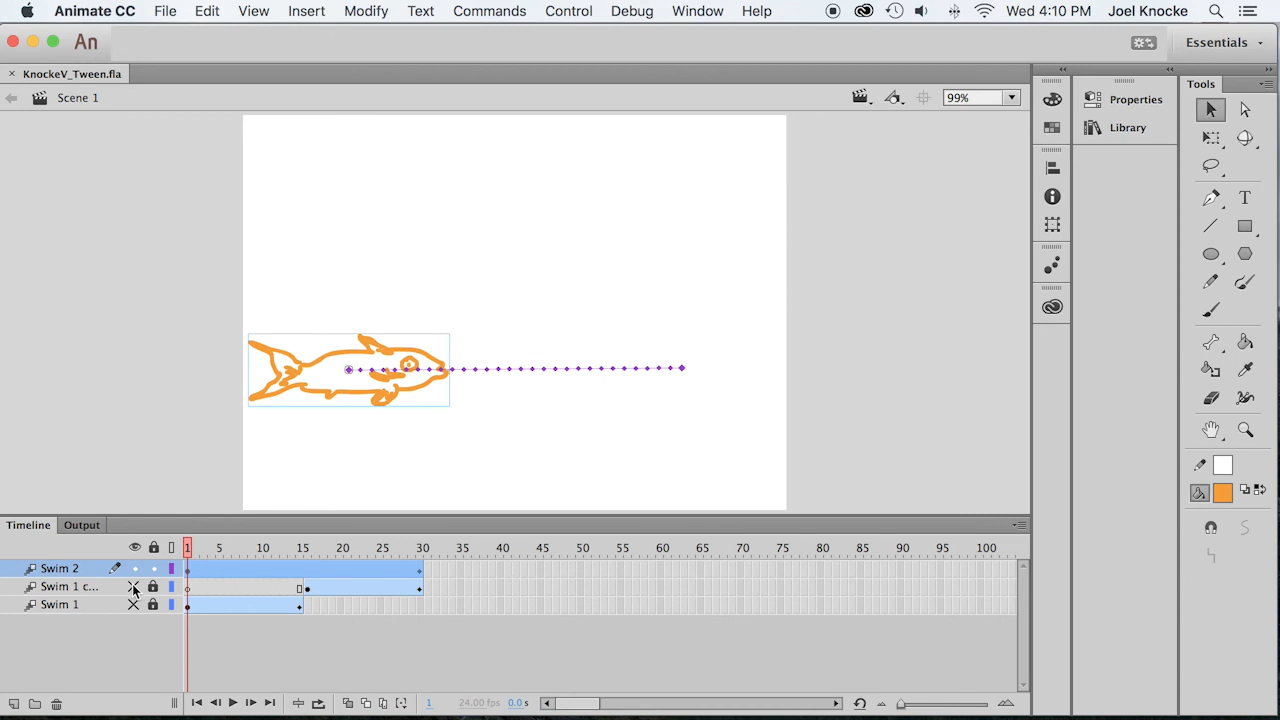 Animate CC File Edit View Insert Modify Text Commands Control Debug Window Help Wed 4:10 PM Joel Knocke
An Essentials
× KnockeV_Tween.fla Tools
Scene 1 99%
Properties
Library
T
Timeline Output
1 5 10 15 20 25 30 35 40 45 50 55 60 65 70 75 80 85 90 95 100
Swim 2
Swim 1 c...
Swim 1
1 24.00 fps 0.0 s